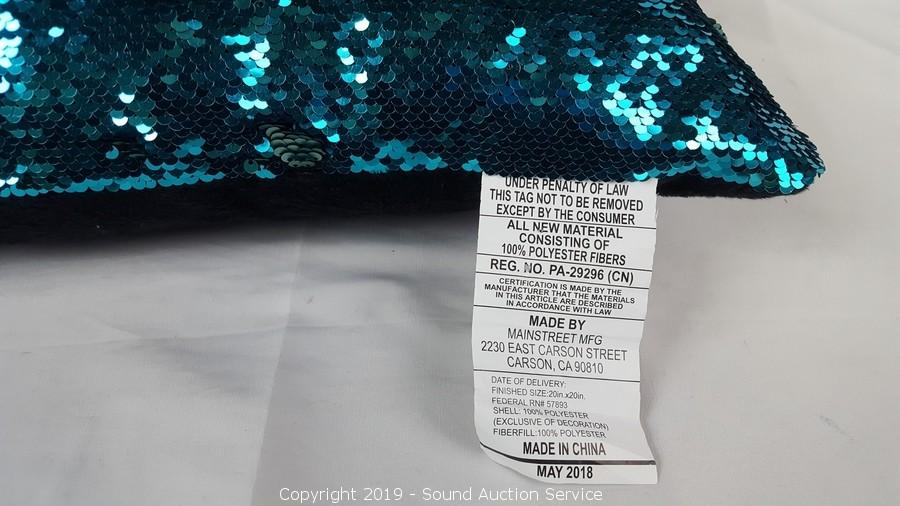 UNDER PENALTY OF LAW
THIS TAG NOT TO BE REMOVED
EXCEPT BY THE CONSUMER
ALL NEW MATERIAL
CONSISTING OF
100% POLYESTER FIBERS
REG. NO. PA-29296 (CN)
CERTIFICATION IS MADE BY THE
MANUFACTURER THAT THE MATERIALS
IN THIS ARTICLE ARE DESCRIBED
IN ACCORDANCE WITH LAW
MADE BY
MAINSTREET MFG
2230 EAST CARSON STREET
CARSON, CA 90810
DATE OF DELIVERY:
FINISHED SIZE:20in.x20in.
FEDERAL RN# 57893
SHELL: 100% POLYESTER
(EXCLUSIVE OF DECORATION)
FIBERFILL:100% POLYESTER
MADE IN CHINA
MAY 2018
Copyright 2019 - Sound Auction Service